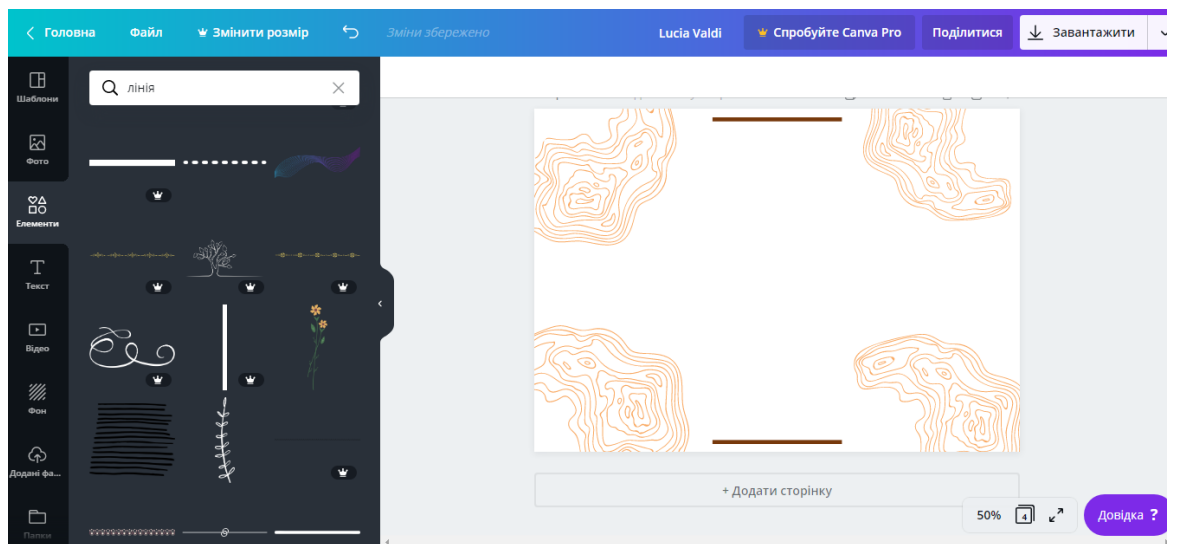 Головна
Файл
Змінити розмір
Зміни збережено
Lucia Valdi
Спробуйте Canva Pro
Поділитися
Завантажити
Шаблони
Фото
Елементи
Текст
Відео
Фон
Додані фа...
Папки
лінія
+ Додати сторінку
50%
4
Довідка ?